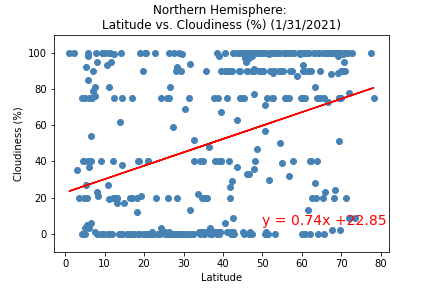 Northern Hemisphere:
Latitude vs. Cloudiness (%) (1/31/2021)
100
80
60
40
20
0
Cloudiness (%)
y = 0.74x +22.85
0 10 20 30 40 50 60 70 80
Latitude